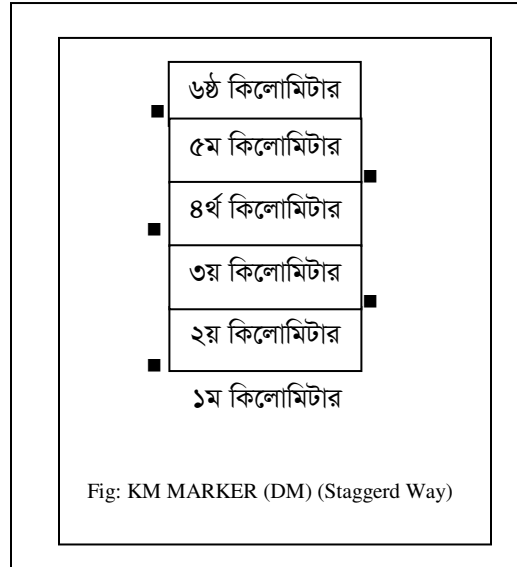 ৬ষ্ঠ কিলোমিটার
৫ম কিলোমিটার
৪র্থ কিলোমিটার
৩য় কিলোমিটার
২য় কিলোমিটার
১ম কিলোমিটার
Fig: KM MARKER (DM) (Staggerd Way)